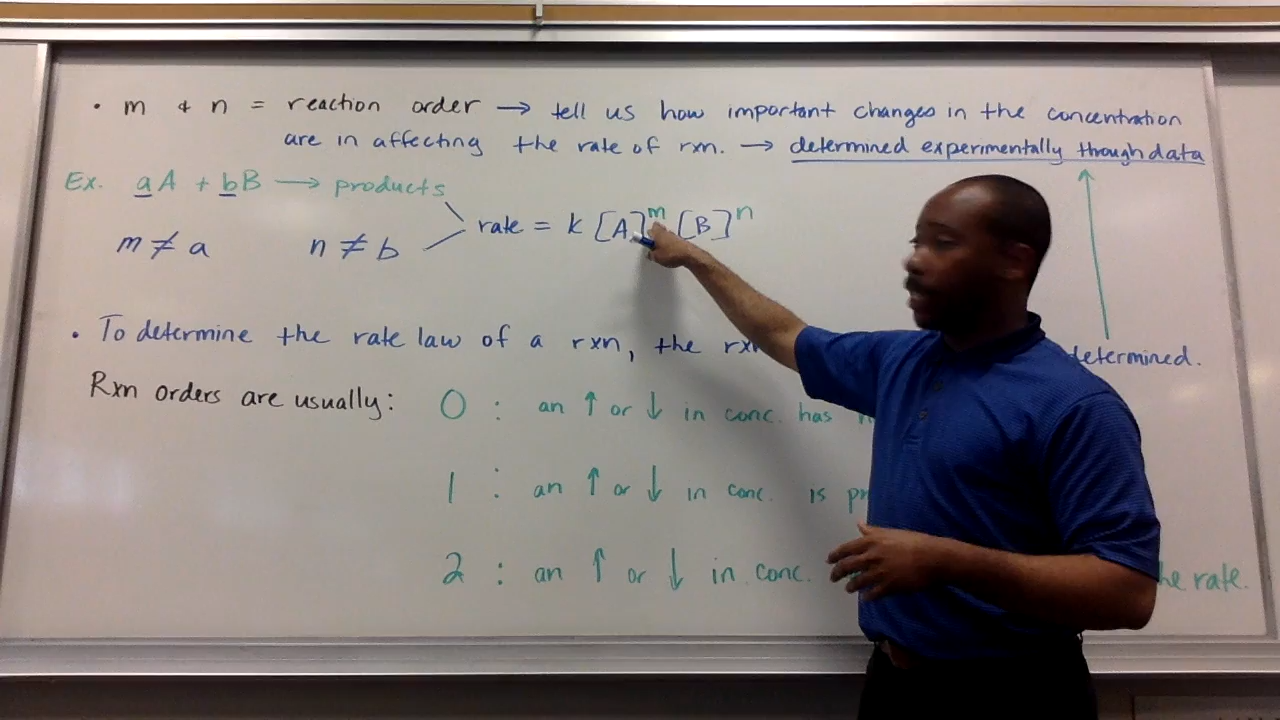 • m & n = reaction order → tell us how important changes in the concentration
are in affecting the rate of rxn. → determined experimentally through data
Ex. aA + bB → products
rate = k [A]^m [B]^n
m ≠ a n ≠ b
• To determine the rate law of a rxn, the determined.
Rxn orders are usually: 0 : an ↑ or ↓ in conc. has
1 : an ↑ or ↓ in conc. is
2 : an ↑ or ↓ in conc. the rate.